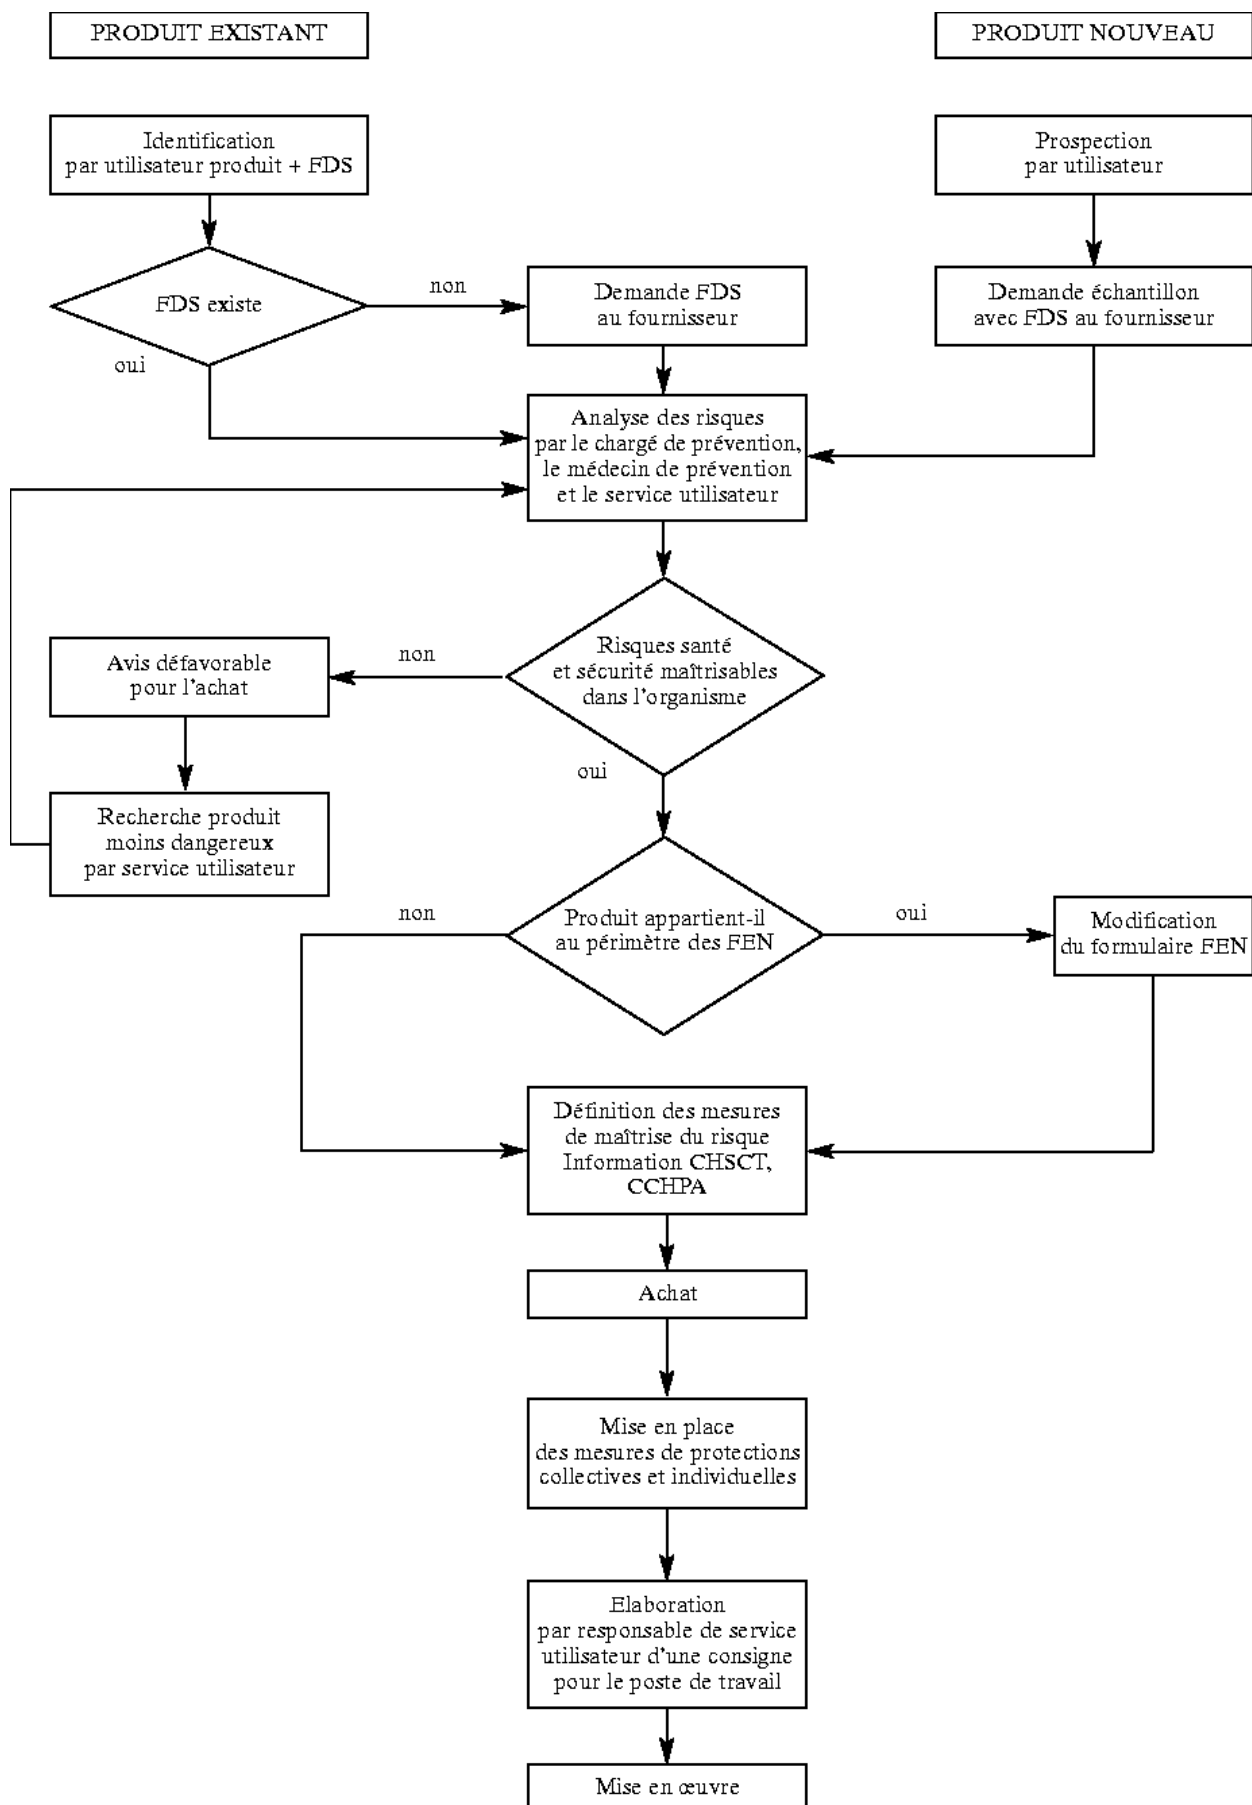 PRODUIT EXISTANT
PRODUIT NOUVEAU
Identification
par utilisateur produit + FDS
Prospection
par utilisateur
FDS existe
non
oui
Demande FDS
au fournisseur
Demande échantillon
avec FDS au fournisseur
Analyse des risques
par le chargé de prévention,
le médecin de prévention
et le service utilisateur
Risques santé
et sécurité maîtrisables
dans l'organisme
non
oui
Avis défavorable
pour l'achat
Recherche produit
moins dangereux
par service utilisateur
Produit appartient-il
au périmètre des FEN
non
oui
Modification
du formulaire FEN
Définition des mesures
de maîtrise du risque
Information CHSCT,
CCHPA
Achat
Mise en place
des mesures de protections
collectives et individuelles
Elaboration
par responsable de service
utilisateur d'une consigne
pour le poste de travail
Mise en œuvre